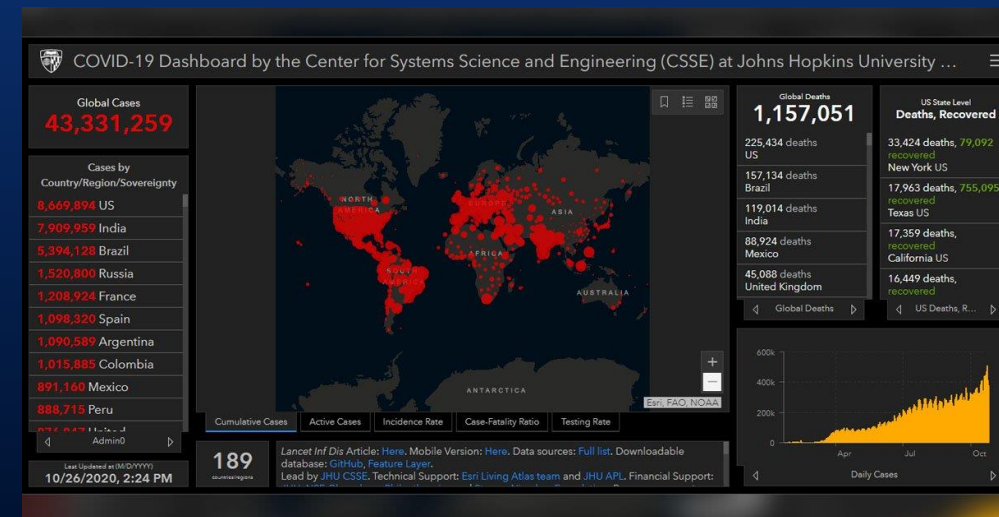 COVID-19 Dashboard by the Center for Systems Science and Engineering (CSSE) at Johns Hopkins University ...
Global Cases
43,331,259
Cases by
Country/Region/Sovereignty
8,669,894 US
7,909,959 India
5,394,128 Brazil
1,520,800 Russia
1,208,924 France
1,098,320 Spain
1,090,589 Argentina
1,015,885 Colombia
891,160 Mexico
888,715 Peru
Admin0
Last Updated at (M/D/YYYY)
10/26/2020, 2:24 PM
NORTH
AMERICA
EUROPE
ASIA
AFRICA
SOUTH
AMERICA
AUSTRALIA
ANTARCTICA
+
−
Esri, FAO, NOAA
Cumulative Cases
Active Cases
Incidence Rate
Case-Fatality Ratio
Testing Rate
189
countries/regions
Lancet Inf Dis Article: Here. Mobile Version: Here. Data sources: Full list. Downloadable
database: GitHub, Feature Layer.
Lead by JHU CSSE. Technical Support: Esri Living Atlas team and JHU APL. Financial Support:
Global Deaths
1,157,051
225,434 deaths
US
157,134 deaths
Brazil
119,014 deaths
India
88,924 deaths
Mexico
45,088 deaths
United Kingdom
Global Deaths
US State Level
Deaths, Recovered
33,424 deaths, 79,092
recovered
New York US
17,963 deaths, 755,095
recovered
Texas US
17,359 deaths,
recovered
California US
16,449 deaths,
recovered
US Deaths, R...
600k
400k
200k
0
Apr
Jul
Oct
Daily Cases